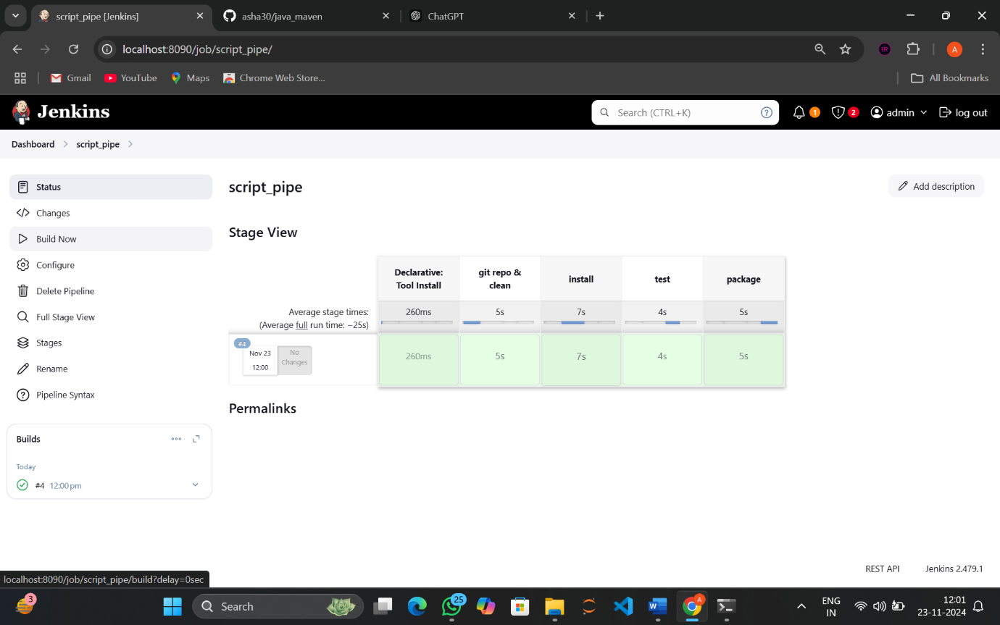 script_pipe [Jenkins]
asha30/java_maven
ChatGPT
localhost:8090/job/script_pipe/
BR
A
Gmail
YouTube
Maps
Chrome Web Store...
All Bookmarks
Jenkins
Search (CTRL+K)
?
1
2
admin
log out
Dashboard
script_pipe
Status
Changes
Build Now
Configure
Delete Pipeline
Full Stage View
Stages
Rename
Pipeline Syntax
Builds
Today
#4 12:00 pm
script_pipe
Add description
Stage View
Declarative:
Tool Install
git repo &
clean
install
test
package
Average stage times:
(Average full run time: ~25s)
260ms
5s
7s
4s
5s
#4
Nov 23
12:00
No
Changes
260ms
5s
7s
4s
5s
Permalinks
REST API
Jenkins 2.479.1
localhost:8090/job/script_pipe/build?delay=0sec
3
Search
25
A
ENG
IN
12:01
23-11-2024